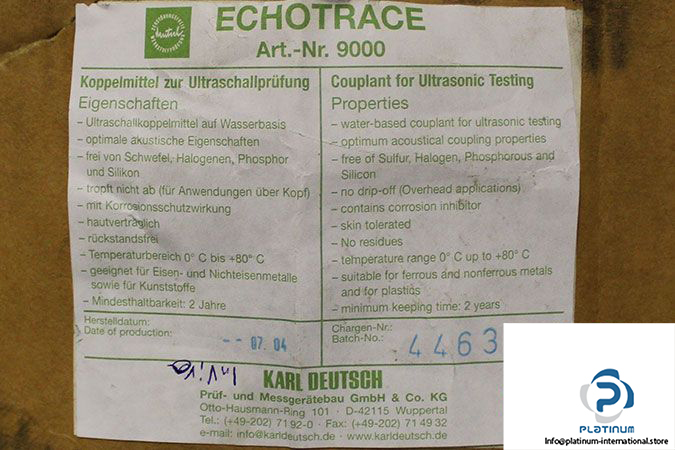 ECHOTRACE
Art.-Nr. 9000
Koppelmittel zur Ultraschallprüfung
Eigenschaften
– Ultraschallkoppelmittel auf Wasserbasis
– optimale akustische Eigenschaften
– frei von Schwefel, Halogenen, Phosphor
und Silikon
– tropft nicht ab (für Anwendungen über Kopf)
– mit Korrosionsschutzwirkung
– hautverträglich
– rückstandsfrei
– Temperaturbereich 0° C bis +80° C
– geeignet für Eisen- und Nichteisenmetalle
sowie für Kunststoffe
– Mindesthaltbarkeit: 2 Jahre
Couplant for Ultrasonic Testing
Properties
– water-based couplant for ultrasonic testing
– optimum acoustical coupling properties
– free of Sulfur, Halogen, Phosphorous and
Silicon
– no drip-off (Overhead applications)
– contains corrosion inhibitor
– skin tolerated
– No residues
– temperature range 0° C up to +80° C
– suitable for ferrous and nonferrous metals
and for plastics
– minimum keeping time: 2 years
Herstelldatum:
Date of production:
-- 07. 04
Chargen-Nr.:
Batch-No.:
4463
KARL DEUTSCH
Prüf- und Messgerätebau GmbH & Co. KG
Otto-Hausmann-Ring 101 · D-42115 Wuppertal
Tel.: (+49-202) 71 92-0 · Fax: (+49-202) 71 49 32
e-mail: info@karldeutsch.de · www.karldeutsch.de
PLATINUM
Info@platinum-international.store